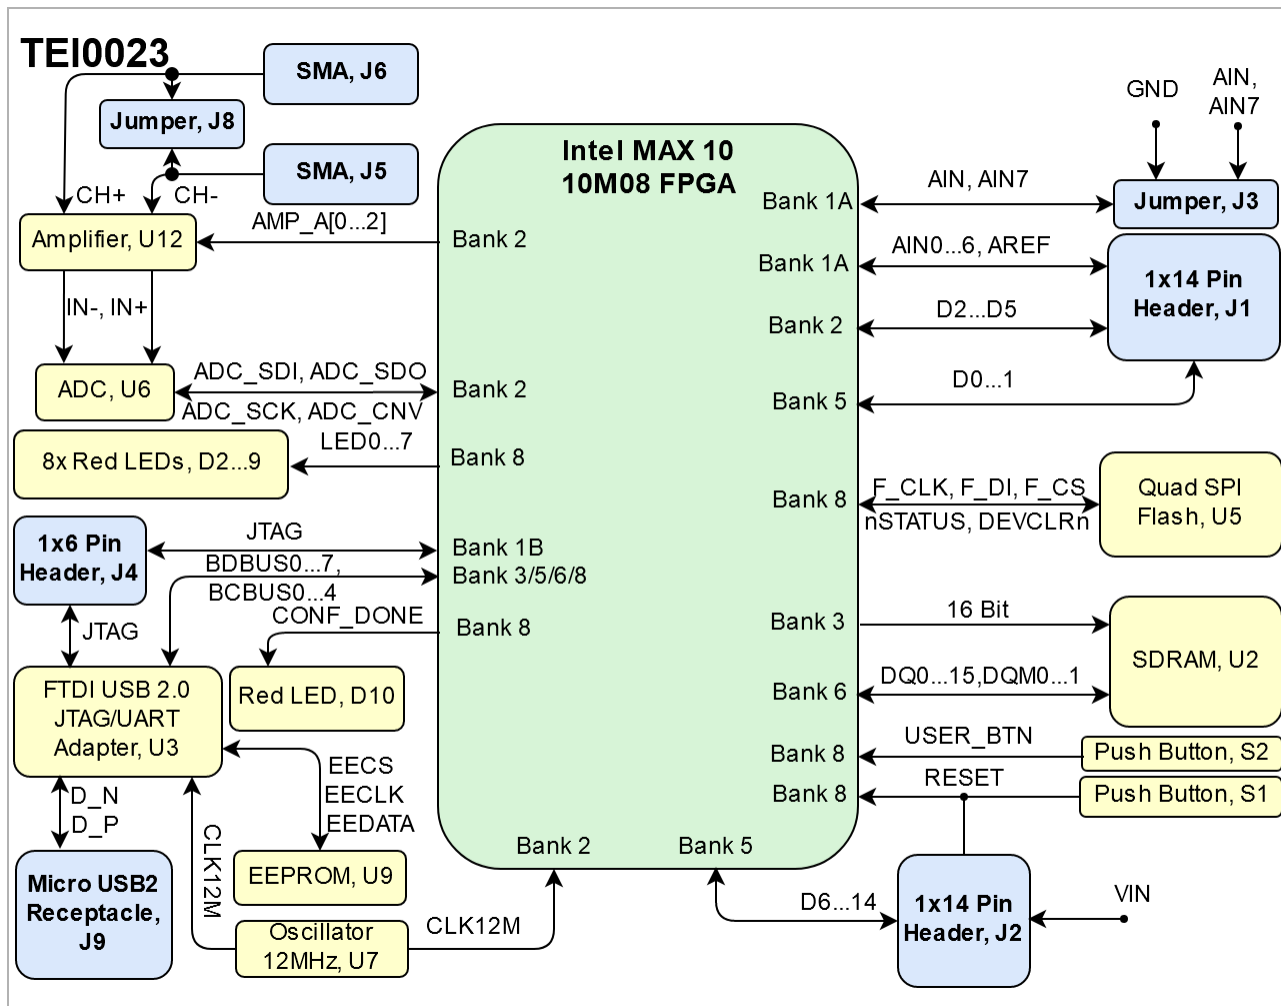 TEI0023
SMA, J6
Jumper, J8
SMA, J5
CH+
CH-
Amplifier, U12
AMP_A[0...2]
IN-, IN+
ADC, U6
ADC_SDI, ADC_SDO
ADC_SCK, ADC_CNV
8x Red LEDs, D2...9
LED0...7
1x6 Pin
Header, J4
JTAG
BDBUS0...7,
BCBUS0...4
JTAG
CONF_DONE
FTDI USB 2.0
JTAG/UART
Adapter, U3
Red LED, D10
D_N
D_P
EECS
EECLK
EEDATA
CLK12M
Micro USB2
Receptacle,
J9
EEPROM, U9
Oscillator
12MHz, U7
CLK12M
Intel MAX 10
10M08 FPGA
Bank 2
Bank 2
Bank 8
Bank 1B
Bank 3/5/6/8
Bank 8
Bank 2
Bank 5
Bank 1A
Bank 1A
Bank 2
Bank 5
Bank 8
Bank 3
Bank 6
Bank 8
Bank 8
GND
AIN,
AIN7
AIN, AIN7
Jumper, J3
AIN0...6, AREF
1x14 Pin
Header, J1
D2...D5
D0...1
F_CLK, F_DI, F_CS
nSTATUS, DEVCLRn
Quad SPI
Flash, U5
16 Bit
DQ0...15,DQM0...1
SDRAM, U2
USER_BTN
Push Button, S2
RESET
Push Button, S1
D6...14
1x14 Pin
Header, J2
VIN